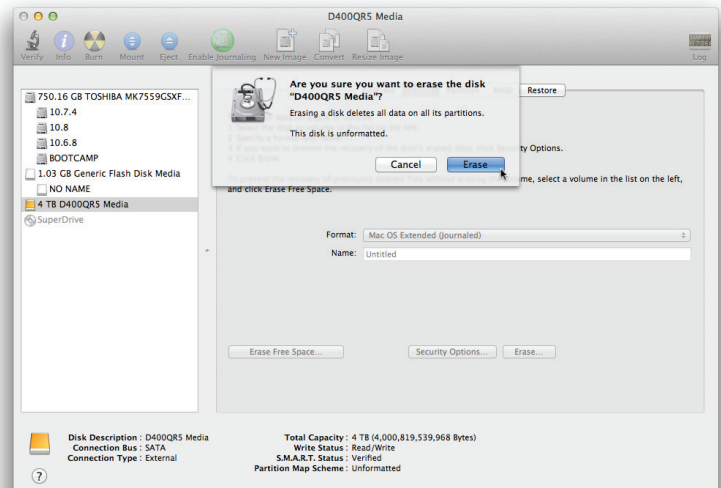 D400QR5 Media
Verify
Info
Burn
Mount
Eject
Enable Journaling
New Image
Convert
Resize Image
Log
750.16 GB TOSHIBA MK7559GSXF...
10.7.4
10.8
10.6.8
BOOTCAMP
1.03 GB Generic Flash Disk Media
NO NAME
4 TB D400QR5 Media
SuperDrive
Are you sure you want to erase the disk
“D400QR5 Media”?
Erasing a disk deletes all data on all its partitions.
This disk is unformatted.
Cancel
Erase
RAID
Restore
ty Options.
4 Click Erase.
ume, select a volume in the list on the left,
and click Erase Free Space.
Format:
Mac OS Extended (Journaled)
Name:
Untitled
Erase Free Space...
Security Options...
Erase...
Disk Description : D400QR5 Media
Connection Bus : SATA
Connection Type : External
Total Capacity : 4 TB (4,000,819,539,968 Bytes)
Write Status : Read/Write
S.M.A.R.T. Status : Verified
Partition Map Scheme : Unformatted
?